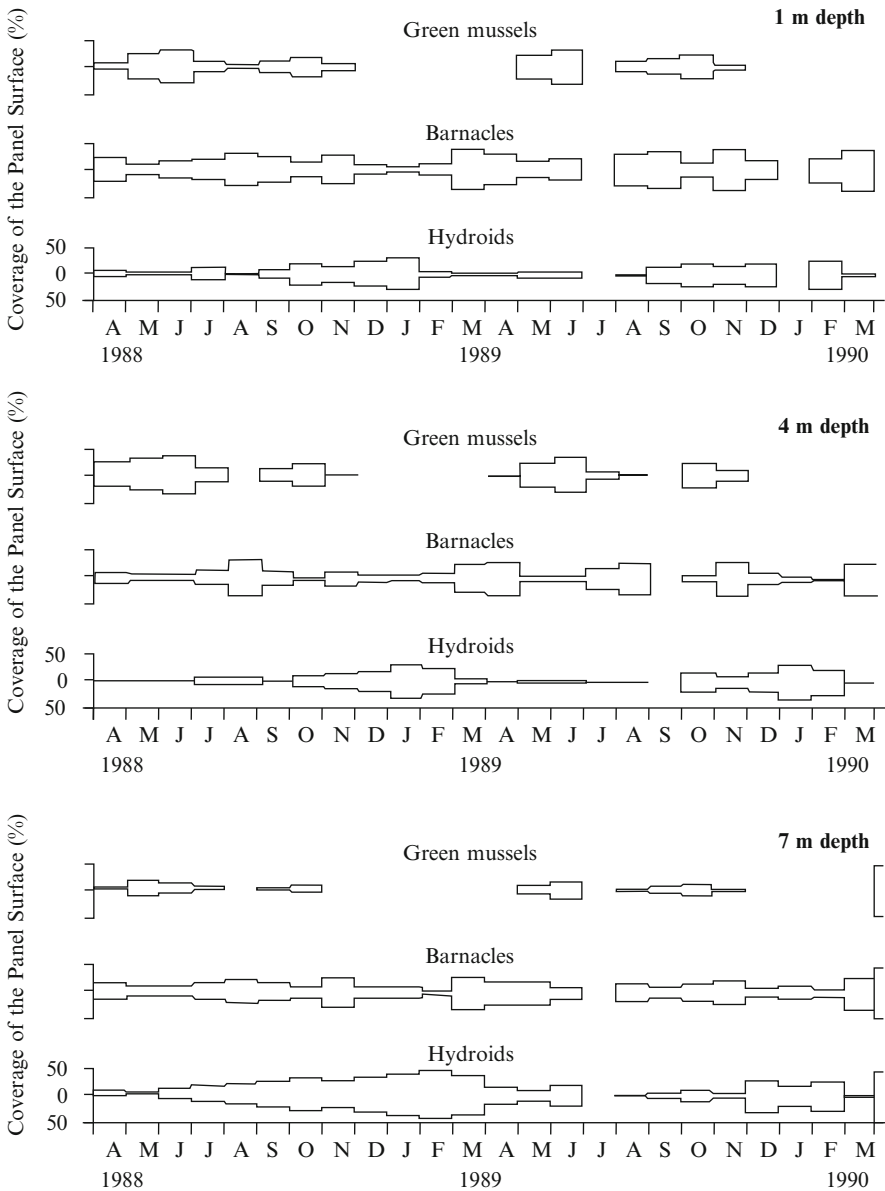 1 m depth
Green mussels
Barnacles
Hydroids
Coverage of the Panel Surface (%)
50
0
50
A M J J A S O N D J F M A M J J A S O N D J F M
1988 1989 1990
4 m depth
Green mussels
Barnacles
Hydroids
Coverage of the Panel Surface (%)
50
0
50
A M J J A S O N D J F M A M J J A S O N D J F M
1988 1989 1990
7 m depth
Green mussels
Barnacles
Hydroids
Coverage of the Panel Surface (%)
50
0
50
A M J J A S O N D J F M A M J J A S O N D J F M
1988 1989 1990